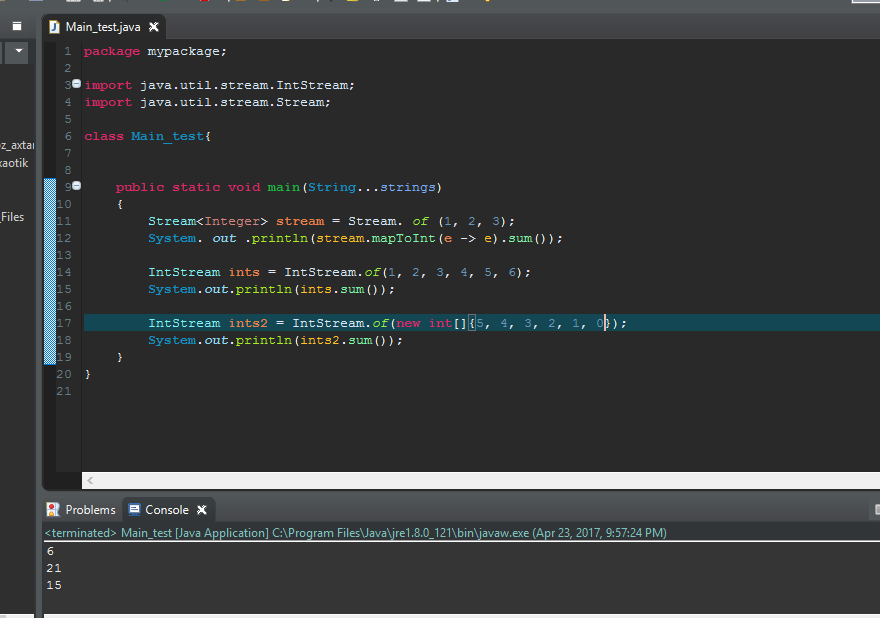 Main_test.java
1 package mypackage;
2
3 import java.util.stream.IntStream;
4 import java.util.stream.Stream;
5
6 class Main_test{
7
8
9 public static void main(String...strings)
10 {
11 Stream<Integer> stream = Stream. of (1, 2, 3);
12 System. out .println(stream.mapToInt(e -> e).sum());
13
14 IntStream ints = IntStream.of(1, 2, 3, 4, 5, 6);
15 System.out.println(ints.sum());
16
17 IntStream ints2 = IntStream.of(new int[]{5, 4, 3, 2, 1, 0});
18 System.out.println(ints2.sum());
19 }
20 }
21
oz_axtar
xaotik
_Files
Problems Console
<terminated> Main_test [Java Application] C:\Program Files\Java\jre1.8.0_121\bin\javaw.exe (Apr 23, 2017, 9:57:24 PM)
6
21
15